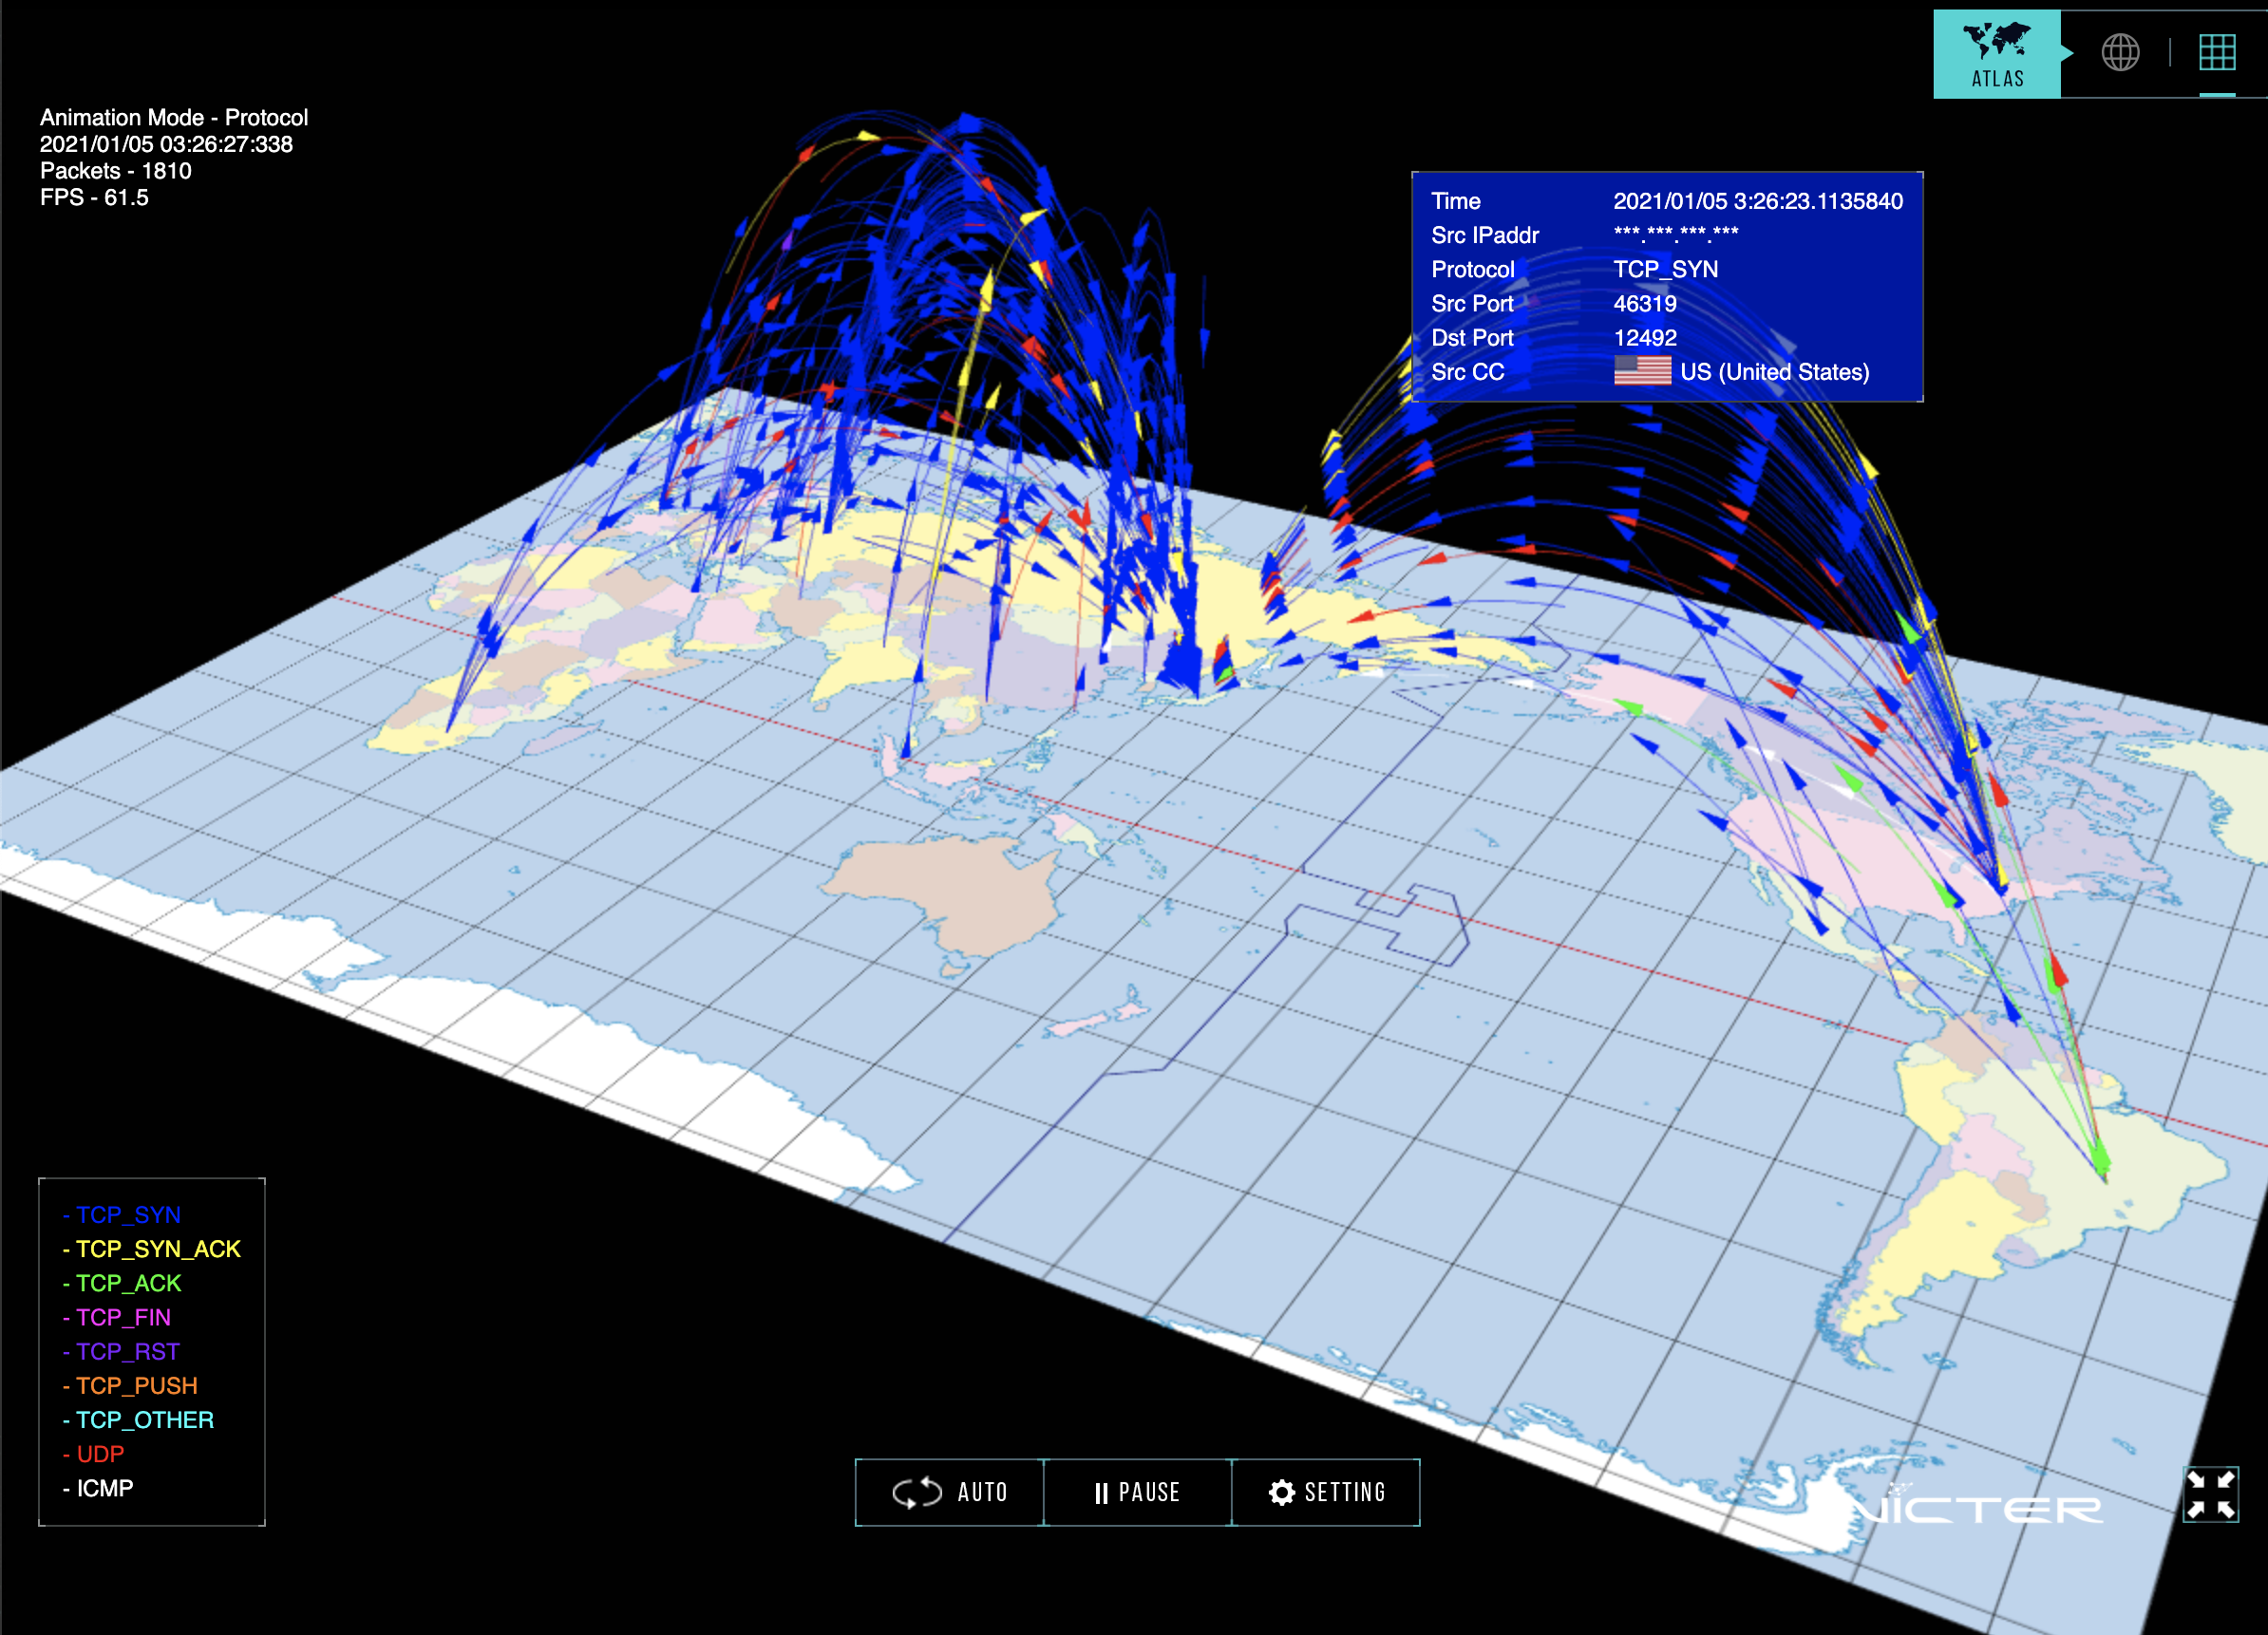 ATLAS
Animation Mode - Protocol
2021/01/05 03:26:27:338
Packets - 1810
FPS - 61.5
Time 2021/01/05 3:26:23.1135840
Src IPaddr ***.***.***.***
Protocol TCP_SYN
Src Port 46319
Dst Port 12492
Src CC US (United States)
- TCP_SYN
- TCP_SYN_ACK
- TCP_ACK
- TCP_FIN
- TCP_RST
- TCP_PUSH
- TCP_OTHER
- UDP
- ICMP
AUTO PAUSE SETTING
NICTER